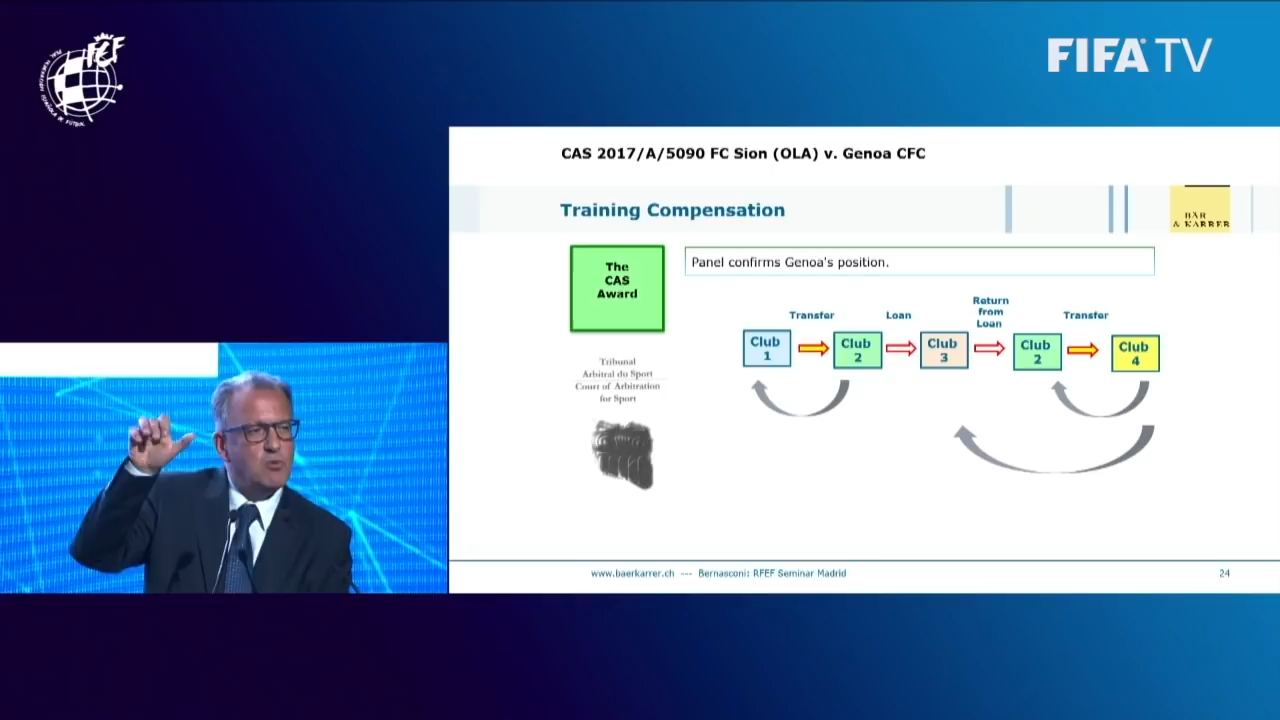 FIFA TV
CAS 2017/A/5090 FC Sion (OLA) v. Genoa CFC
Training Compensation
BÄR
& KARRER
The
CAS
Award
Panel confirms Genoa's position.
Transfer
Loan
Return
from
Loan
Transfer
Club
1
Club
2
Club
3
Club
2
Club
4
Tribunal
Arbitral du Sport
Court of Arbitration
for Sport
www.baerkarrer.ch --- Bernasconi: RFEF Seminar Madrid
24